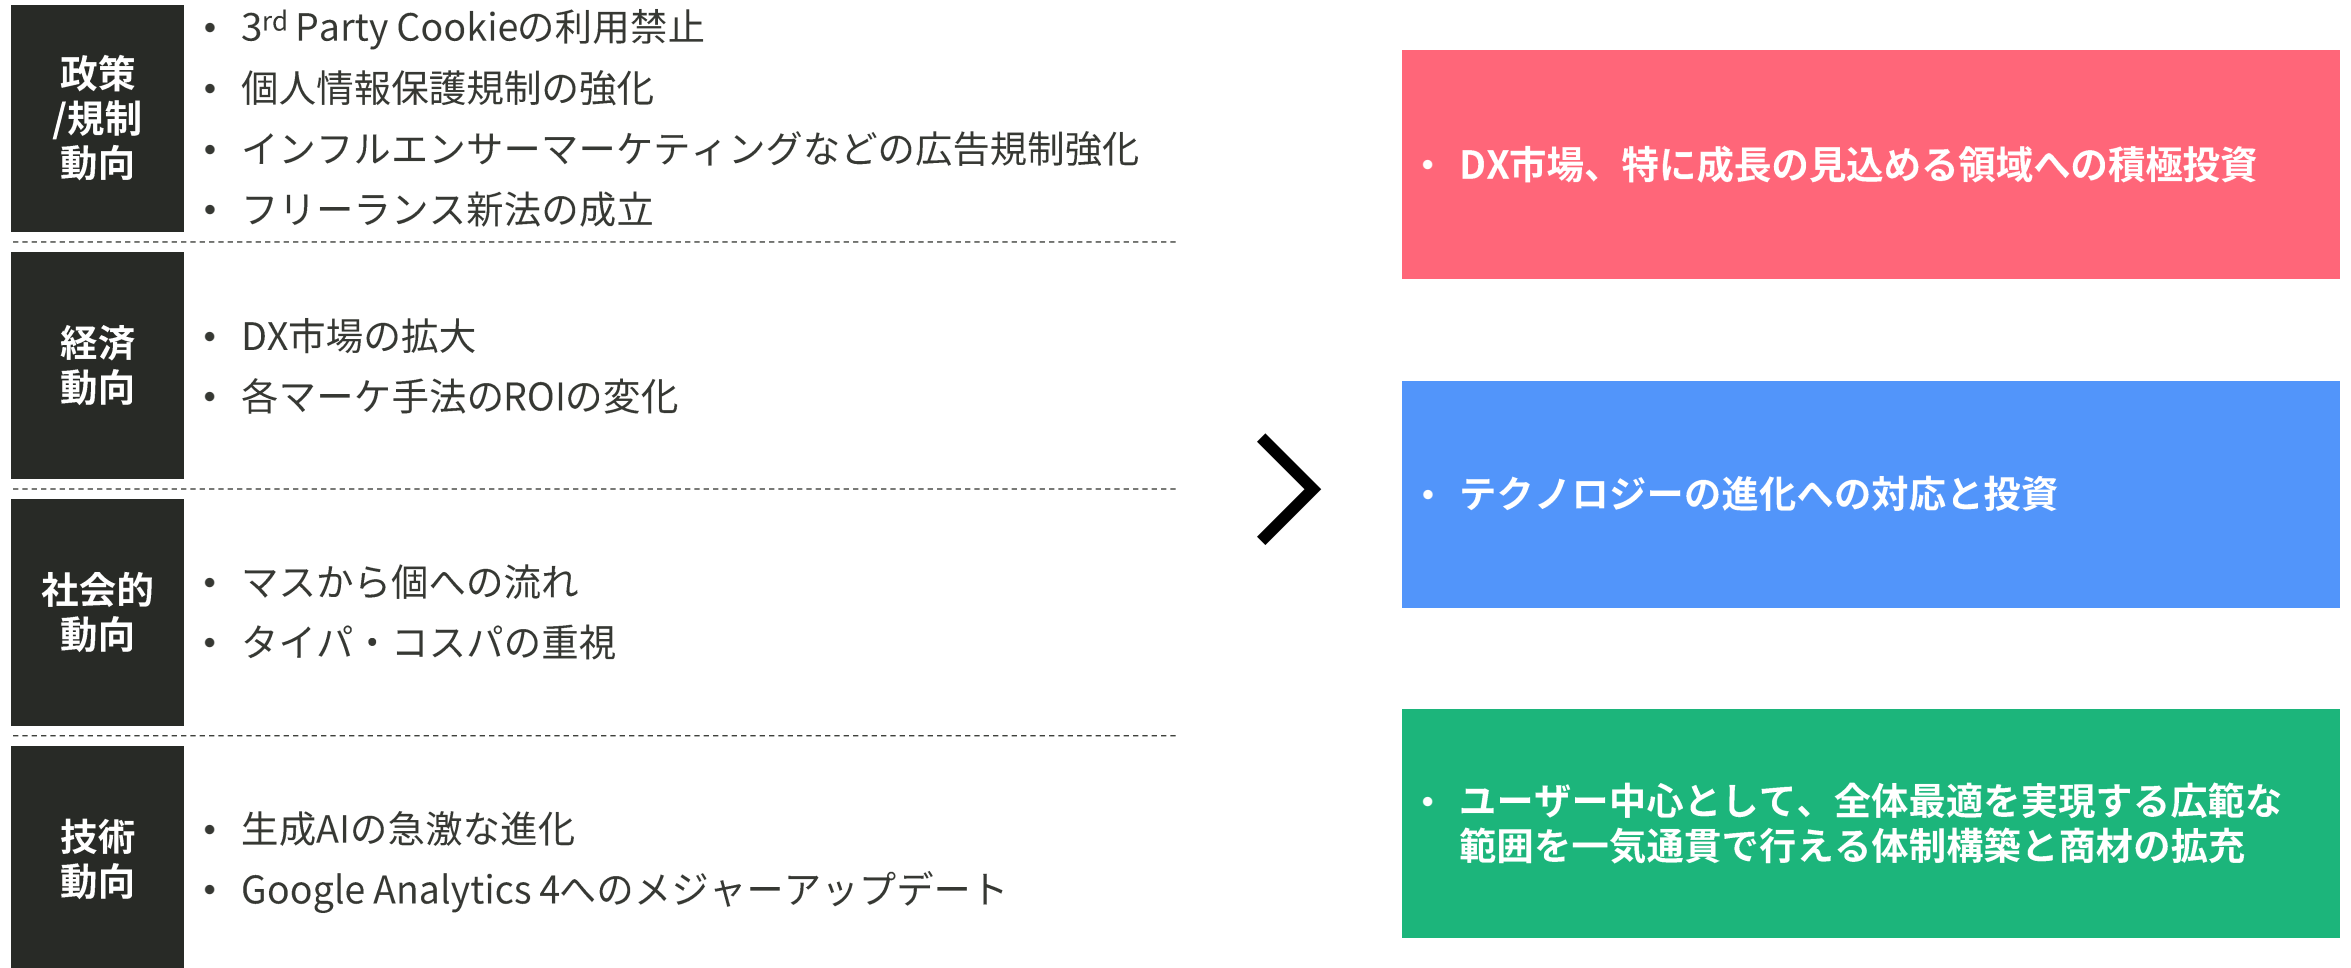 政策
/規制
動向
• 3rd Party Cookieの利用禁止
• 個人情報保護規制の強化
• インフルエンサーマーケティングなどの広告規制強化
• フリーランス新法の成立
経済
動向
• DX市場の拡大
• 各マーケ手法のROIの変化
社会的
動向
• マスから個への流れ
• タイパ・コスパの重視
技術
動向
• 生成AIの急激な進化
• Google Analytics 4へのメジャーアップデート
• DX市場、特に成長の見込める領域への積極投資
• テクノロジーの進化への対応と投資
• ユーザー中心として、全体最適を実現する広範な
範囲を一気通貫で行える体制構築と商材の拡充